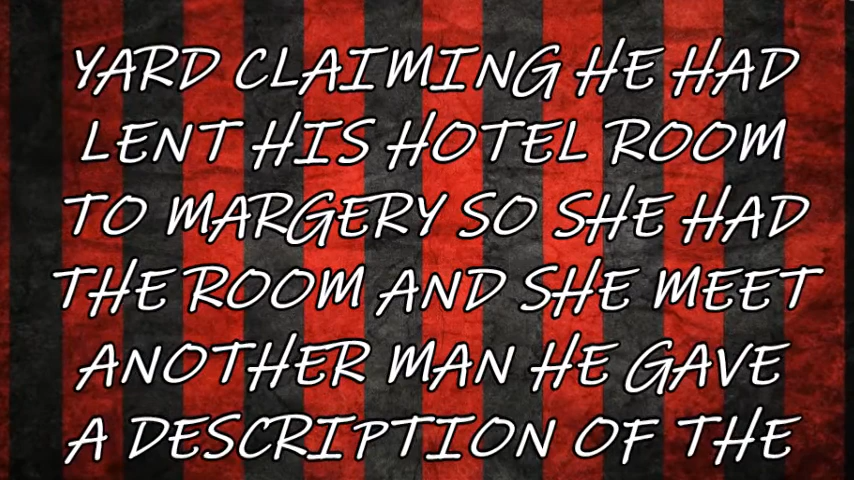 YARD CLAIMING HE HAD
LENT HIS HOTEL ROOM
TO MARGERY SO SHE HAD
THE ROOM AND SHE MEET
ANOTHER MAN HE GAVE
A DESCRIPTION OF THE